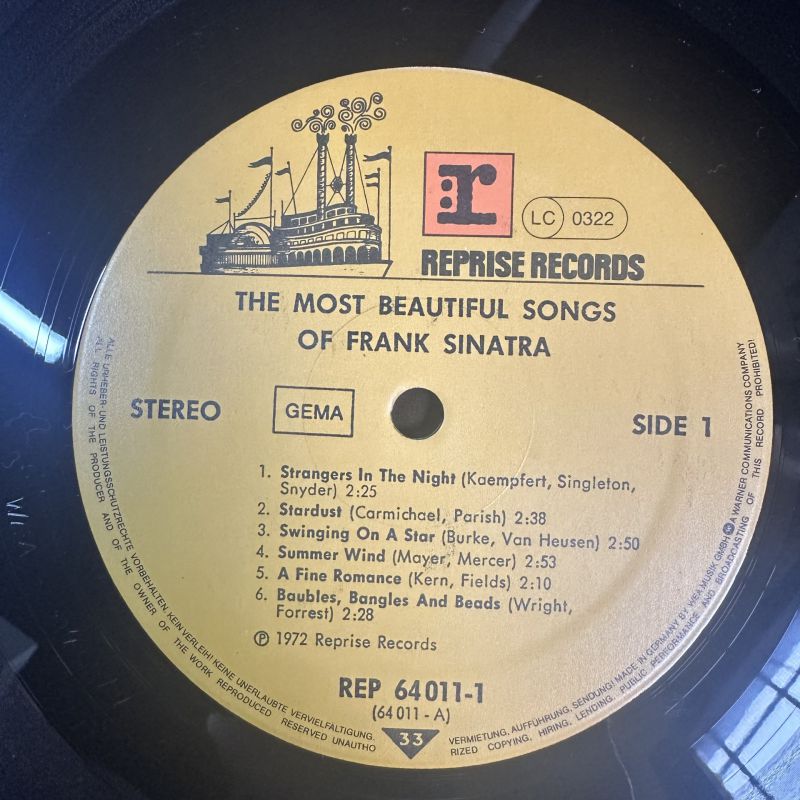 r
LC 0322
REPRISE RECORDS
THE MOST BEAUTIFUL SONGS
OF FRANK SINATRA
STEREO
GEMA
SIDE 1
1. Strangers In The Night (Kaempfert, Singleton,
Snyder) 2:25
2. Stardust (Carmichael, Parish) 2:38
3. Swinging On A Star (Burke, Van Heusen) 2:50
4. Summer Wind (Mayer, Mercer) 2:53
5. A Fine Romance (Kern, Fields) 2:10
6. Baubles, Bangles And Beads (Wright,
Forrest) 2:28
Ⓟ 1972 Reprise Records
REP 64011-1
(64011-A)
33
ALLE URHEBER- UND LEISTUNGSSCHUTZRECHTE VORBEHALTEN. KEIN VERLEIH! KEINE UNERLAUBTE VERVIELFÄLTIGUNG,
VERMIETUNG, AUFFÜHRUNG, SENDUNG! MADE IN GERMANY BY WEA MUSIK GMBH A WARNER COMMUNICATIONS COMPANY
ALL RIGHTS OF THE PRODUCER AND OF THE OWNER OF THE WORK REPRODUCED RESERVED UNAUTHO
RIZED COPYING, HIRING, LENDING, PUBLIC PERFORMANCE AND BROADCASTING OF THIS RECORD PROHIBITED!